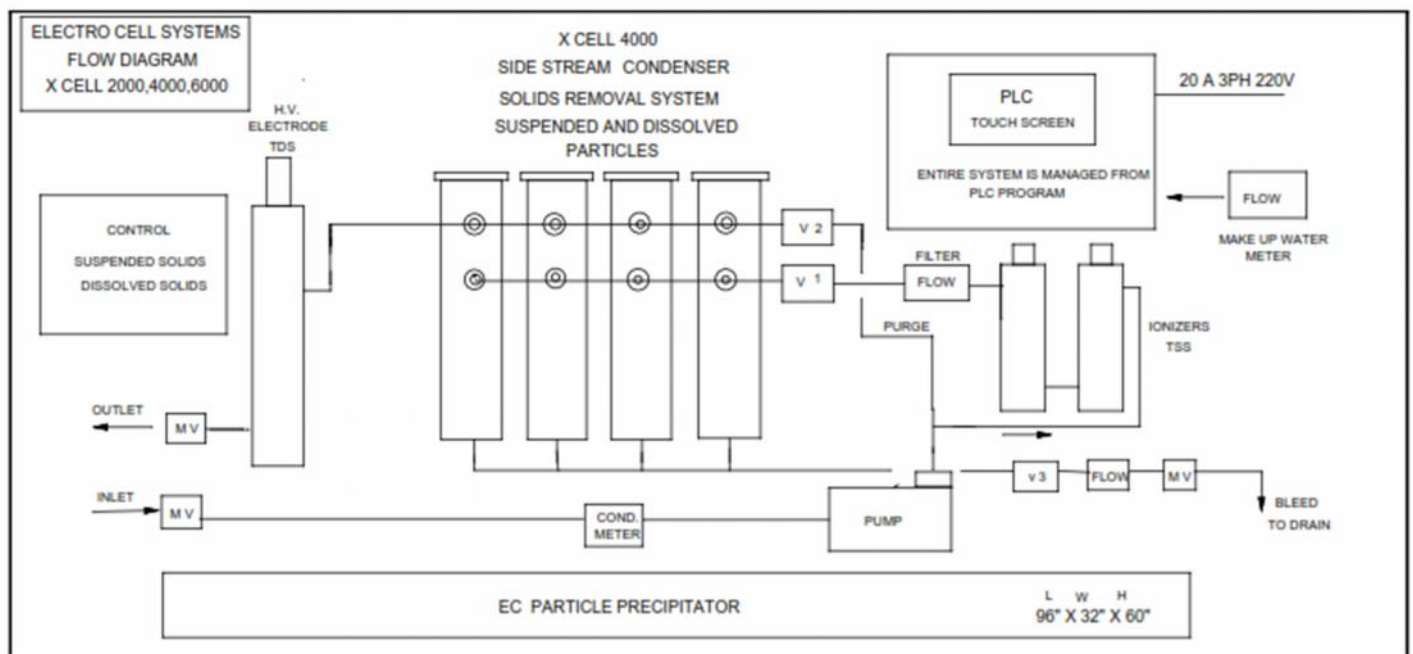 ELECTRO CELL SYSTEMS
FLOW DIAGRAM
X CELL 2000,4000,6000
X CELL 4000
SIDE STREAM CONDENSER
SOLIDS REMOVAL SYSTEM
SUSPENDED AND DISSOLVED
PARTICLES
H.V.
ELECTRODE
TDS
PLC
TOUCH SCREEN
ENTIRE SYSTEM IS MANAGED FROM
PLC PROGRAM
20 A 3PH 220V
FLOW
MAKE UP WATER
METER
CONTROL
SUSPENDED SOLIDS
DISSOLVED SOLIDS
V 2
V 1
FILTER
FLOW
PURGE
IONIZERS
TSS
OUTLET
M V
INLET
M V
COND.
METER
PUMP
v 3
FLOW
M V
BLEED
TO DRAIN
EC PARTICLE PRECIPITATOR
L W H
96" X 32" X 60"